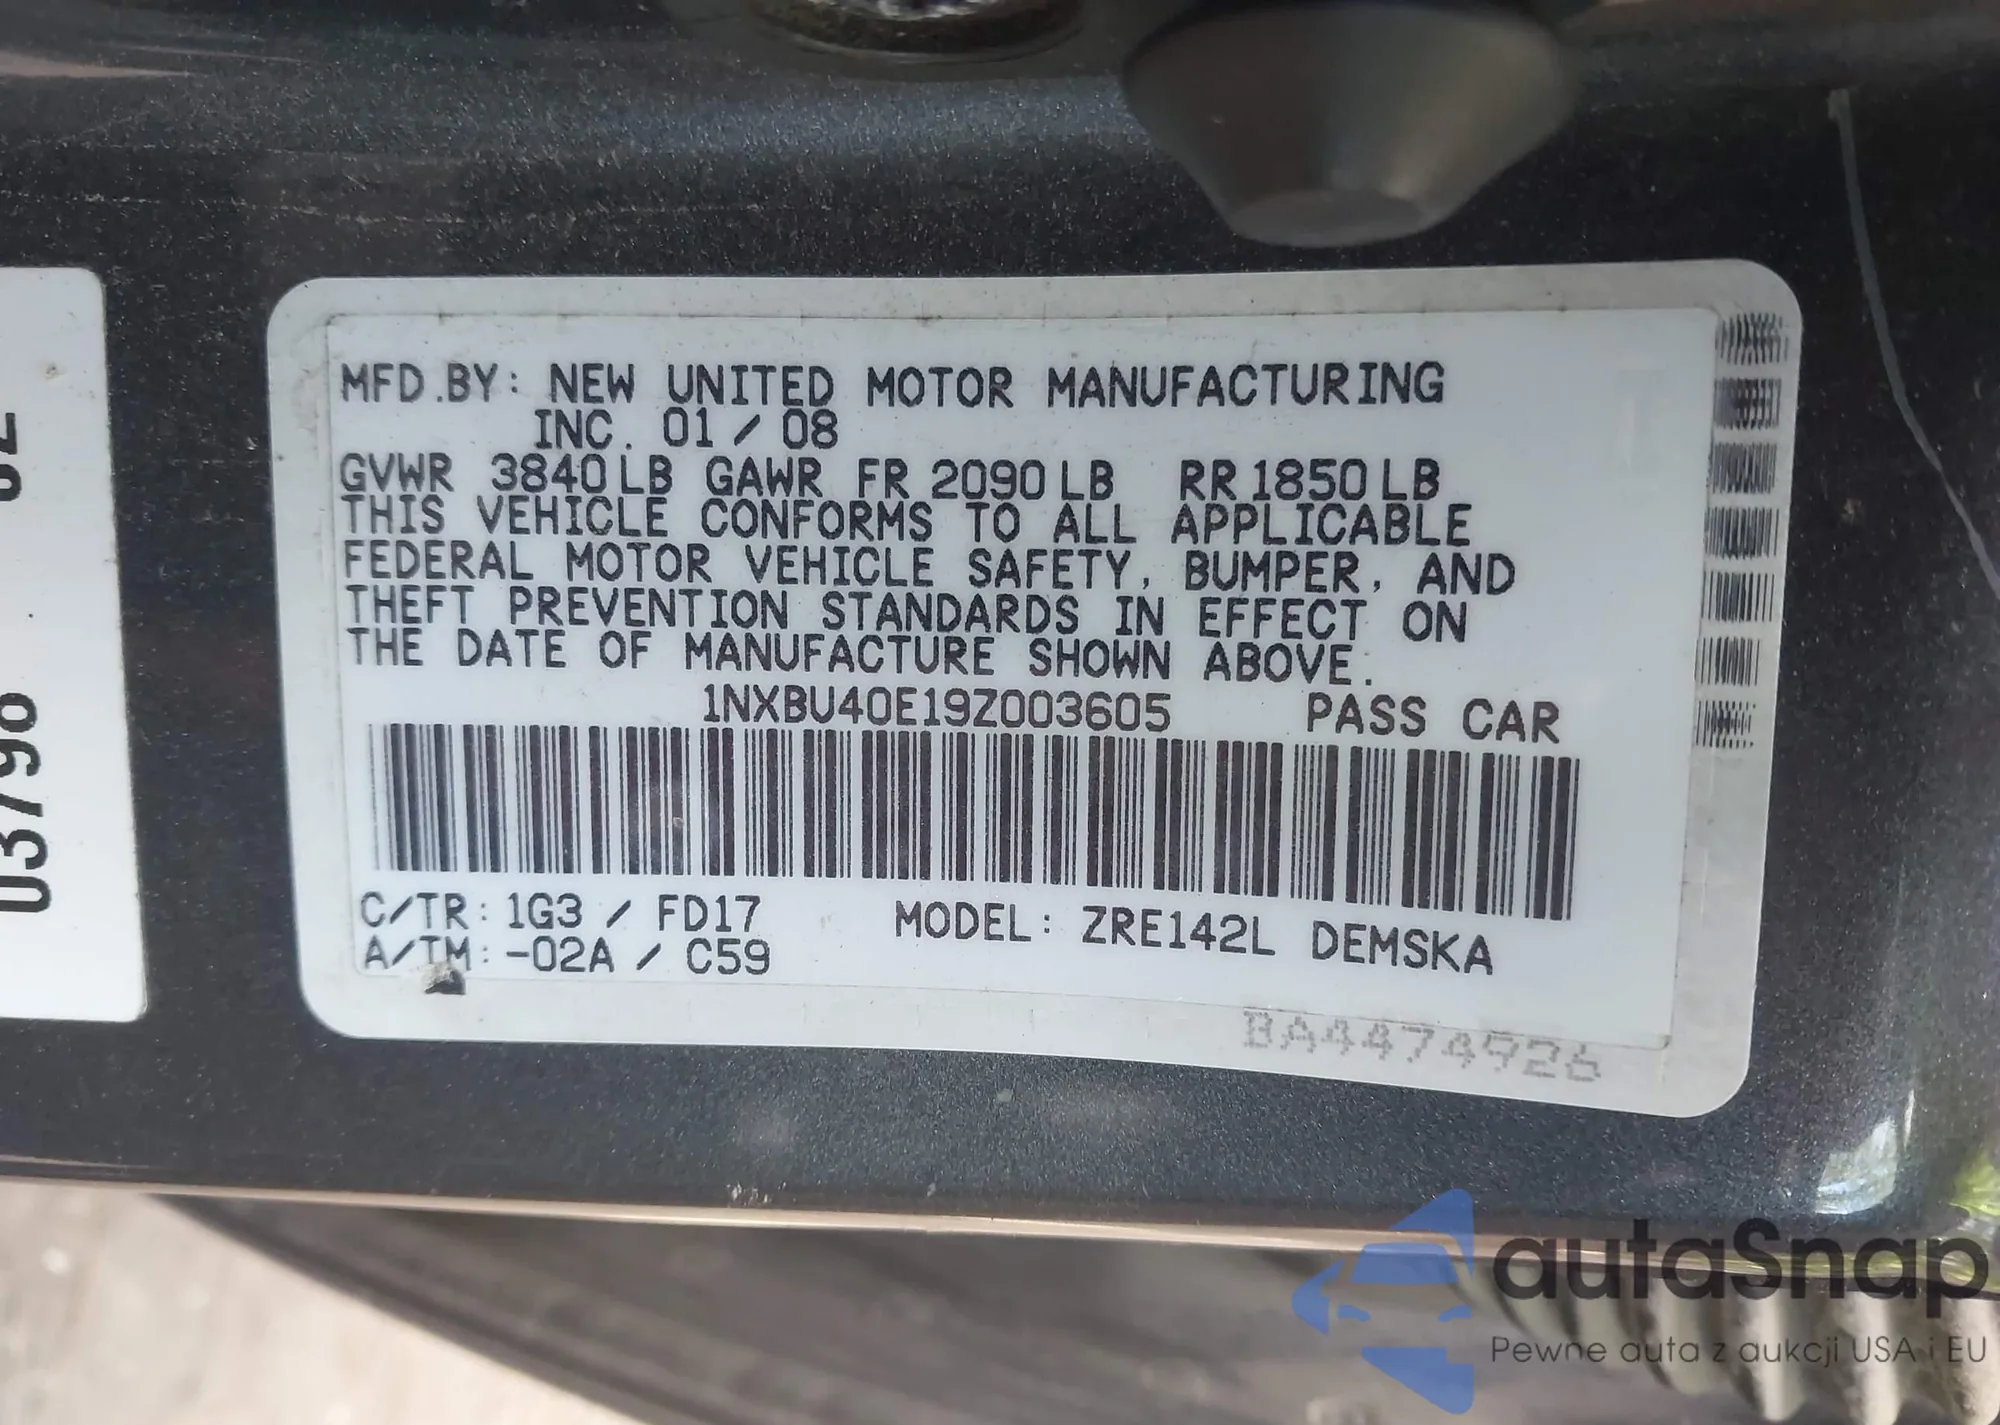 MFD.BY: NEW UNITED MOTOR MANUFACTURING
INC. 01/08
GVWR 3840LB GAWR FR 2090LB RR 1850LB
THIS VEHICLE CONFORMS TO ALL APPLICABLE
FEDERAL MOTOR VEHICLE SAFETY, BUMPER, AND
THEFT PREVENTION STANDARDS IN EFFECT ON
THE DATE OF MANUFACTURE SHOWN ABOVE.
1NXBU40E19Z003605 PASS CAR
C/TR: 1G3 / FD17 MODEL: ZRE142L DEMSKA
A/TM: -02A / C59
BA4474926
03798
autaSnap
Pewne auta z aukcji USA i EU